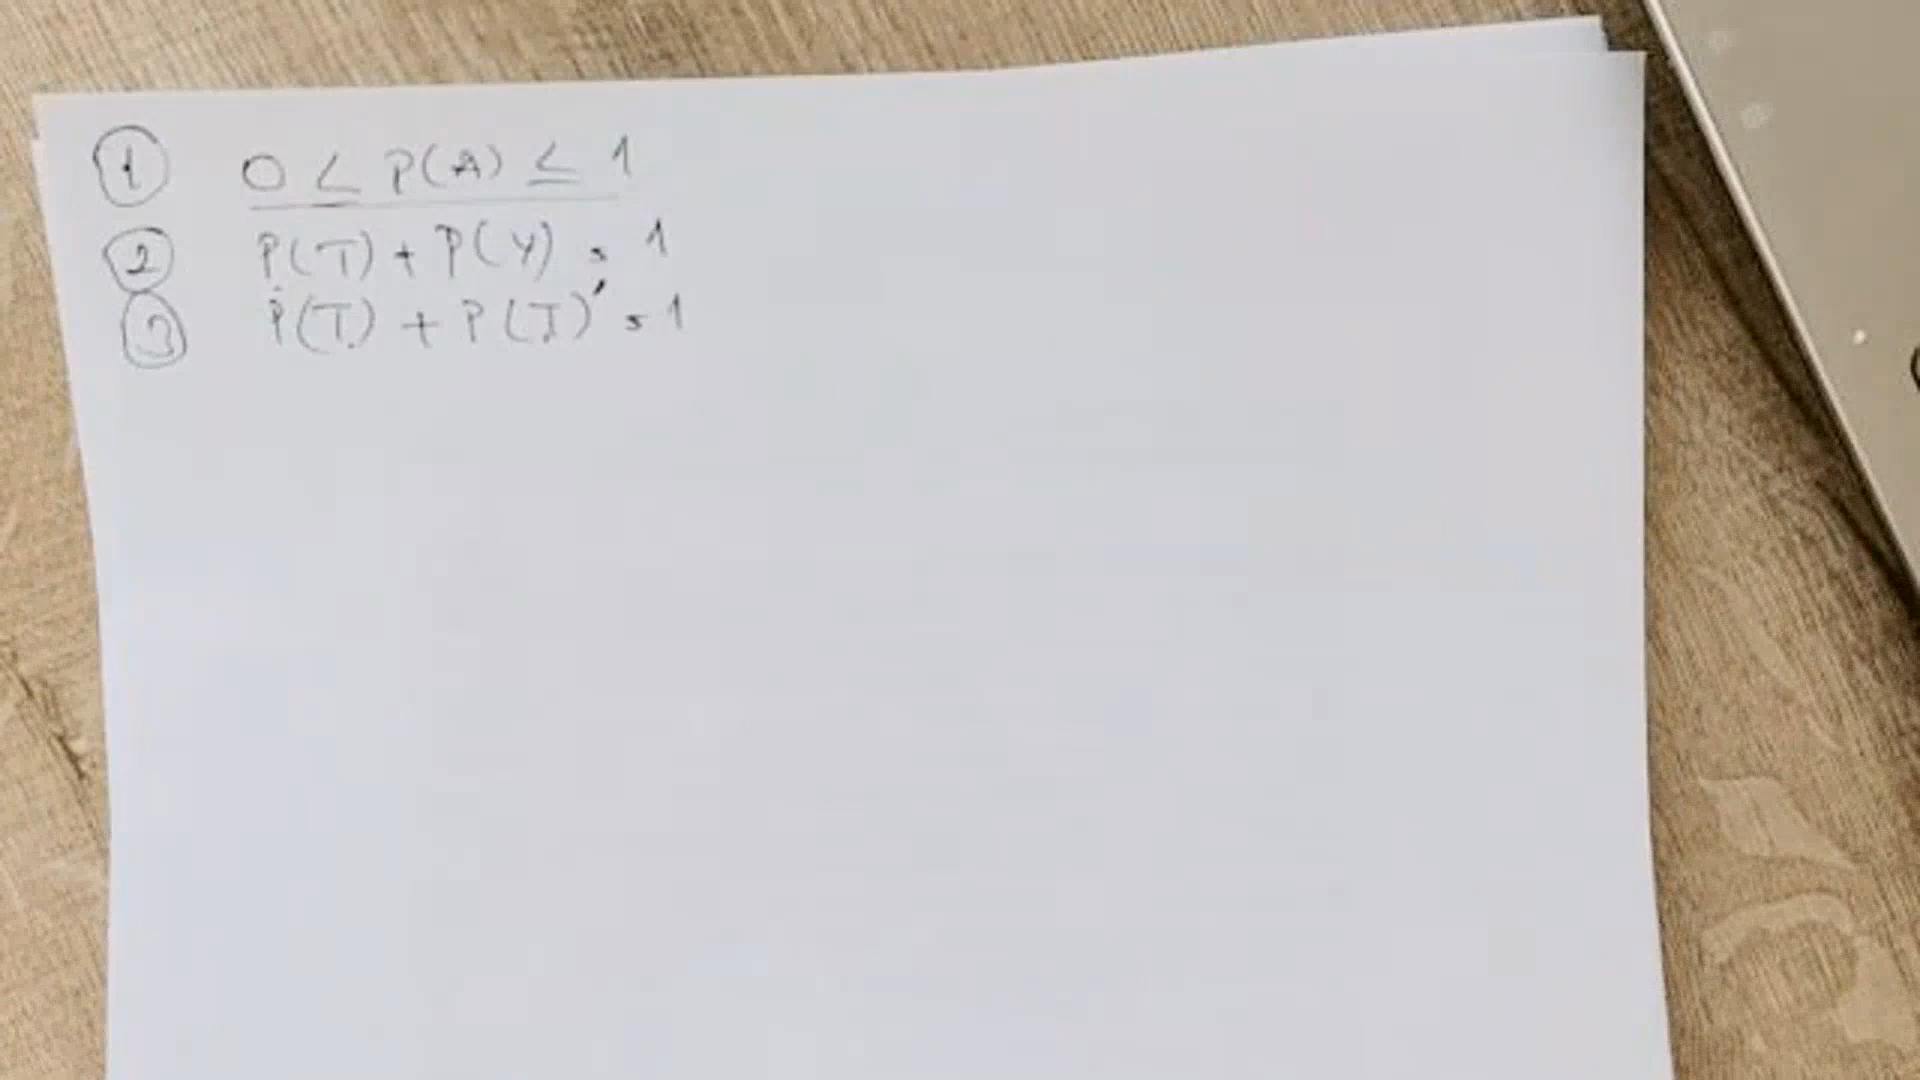 ① 0 < P(A) ≤ 1
② P(T) + P(Y) = 1
③ P(T) + P(T)' = 1